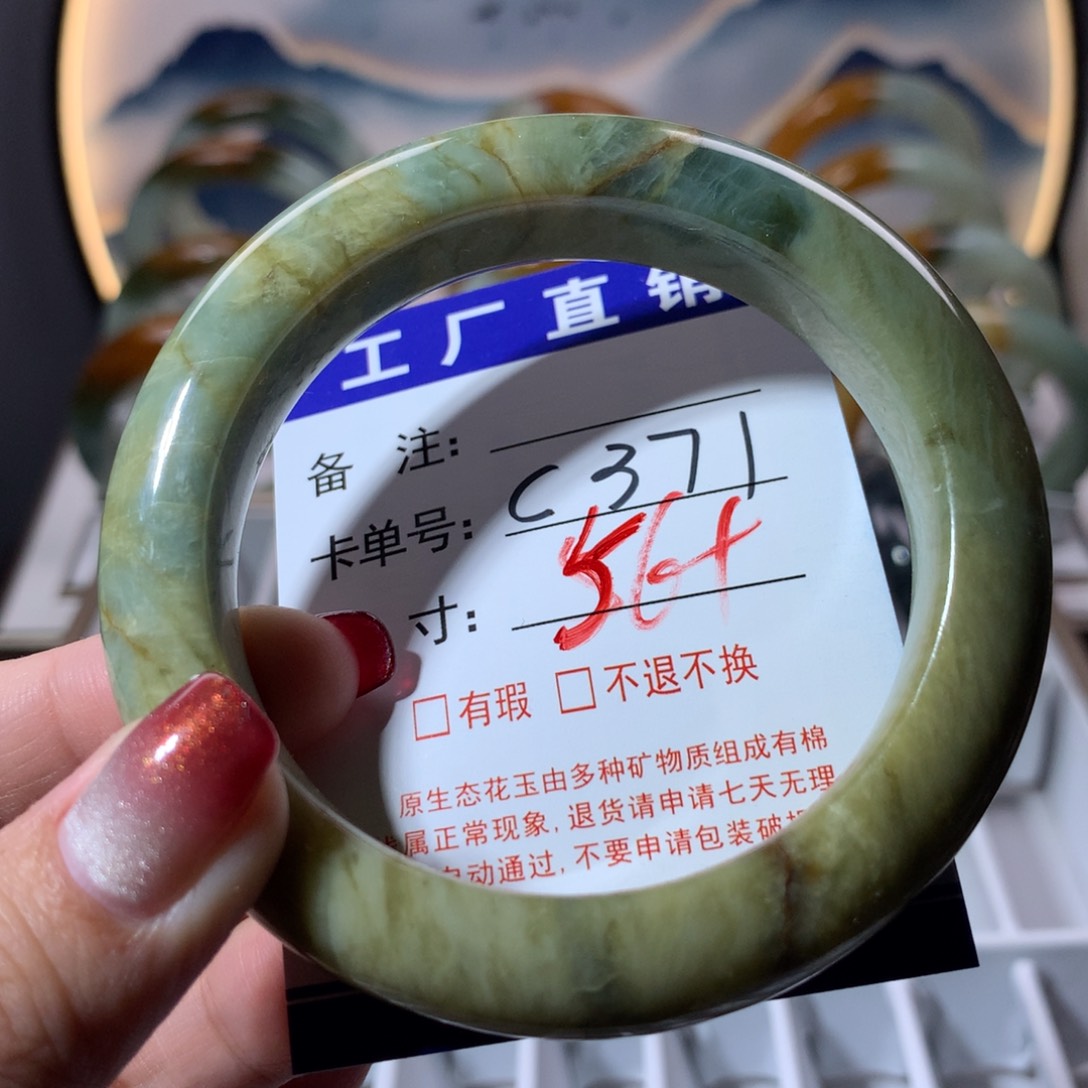 工厂直销
备 注:
卡单号: C371
寸: 56+
□有瑕 □不退不换
原生态花玉由多种矿物质组成有棉
属正常现象,退货请申请七天无理
自动通过,不要申请包装破损